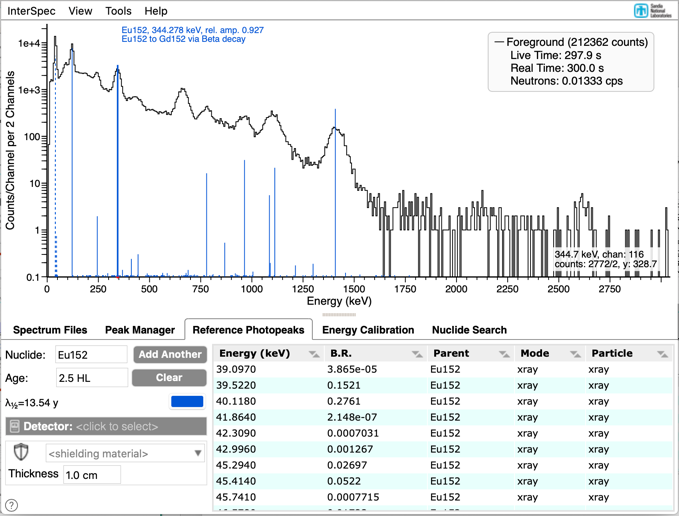 InterSpec View Tools Help
Sandia National Laboratories
Eu152, 344.278 keV, rel. amp. 0.927
Eu152 to Gd152 via Beta decay
Foreground (212362 counts)
Live Time: 297.9 s
Real Time: 300.0 s
Neutrons: 0.01333 cps
Counts/Channel per 2 Channels
1e+4
1e+3
100
10
1
0.1
344.7 keV, chan: 116
counts: 2772/2, y: 328.7
0 250 500 750 1000 1250 1500 1750 2000 2250 2500 2750
Energy (keV)
Spectrum Files Peak Manager Reference Photopeaks Energy Calibration Nuclide Search
Nuclide: Eu152 Add Another
Age: 2.5 HL Clear
λ½=13.54 y
Detector: <click to select>
<shielding material>
Thickness 1.0 cm
?
Energy (keV) B.R. Parent Mode Particle
39.0970 3.865e-05 Eu152 xray xray
39.5220 0.1521 Eu152 xray xray
40.1180 0.2761 Eu152 xray xray
41.8640 2.148e-07 Eu152 xray xray
42.3090 0.0007031 Eu152 xray xray
42.9960 0.001267 Eu152 xray xray
45.2940 0.02697 Eu152 xray xray
45.4140 0.0522 Eu152 xray xray
45.7410 0.0007715 Eu152 xray xray